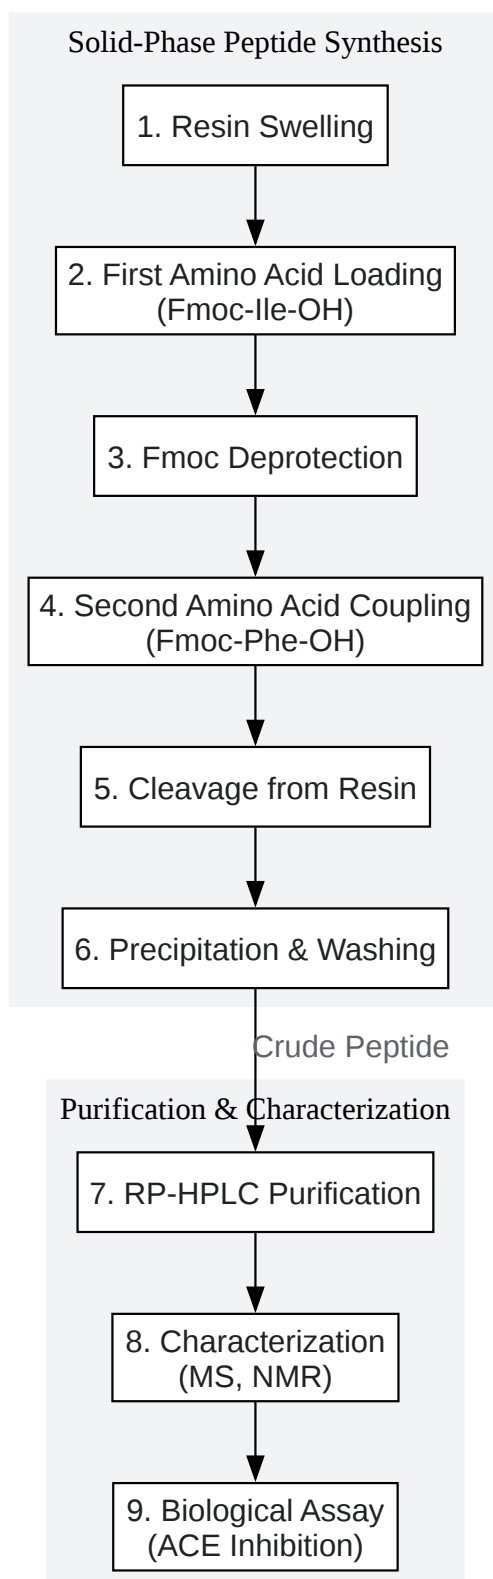 Solid-Phase Peptide Synthesis
1. Resin Swelling
2. First Amino Acid Loading
(Fmoc-Ile-OH)
3. Fmoc Deprotection
4. Second Amino Acid Coupling
(Fmoc-Phe-OH)
5. Cleavage from Resin
6. Precipitation & Washing
Crude Peptide
Purification & Characterization
7. RP-HPLC Purification
8. Characterization
(MS, NMR)
9. Biological Assay
(ACE Inhibition)